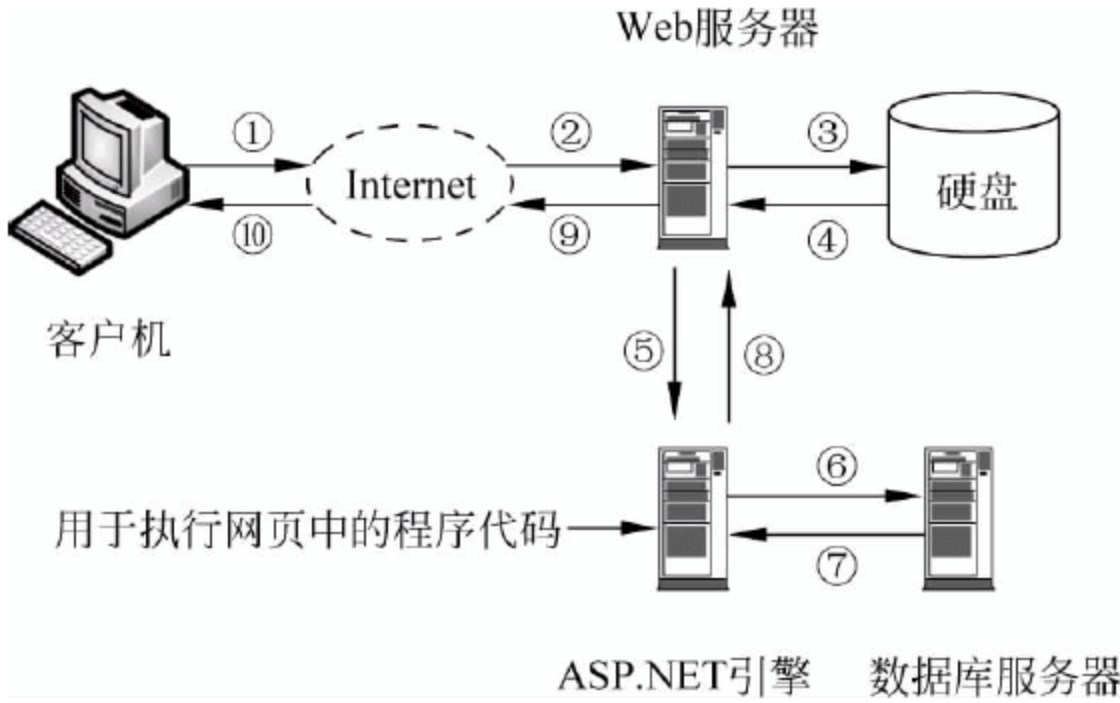 Web服务器
① ② ③
Internet
硬盘
⑩ ⑨ ④
客户机
⑤ ⑧
⑥
用于执行网页中的程序代码
⑦
ASP.NET引擎 数据库服务器